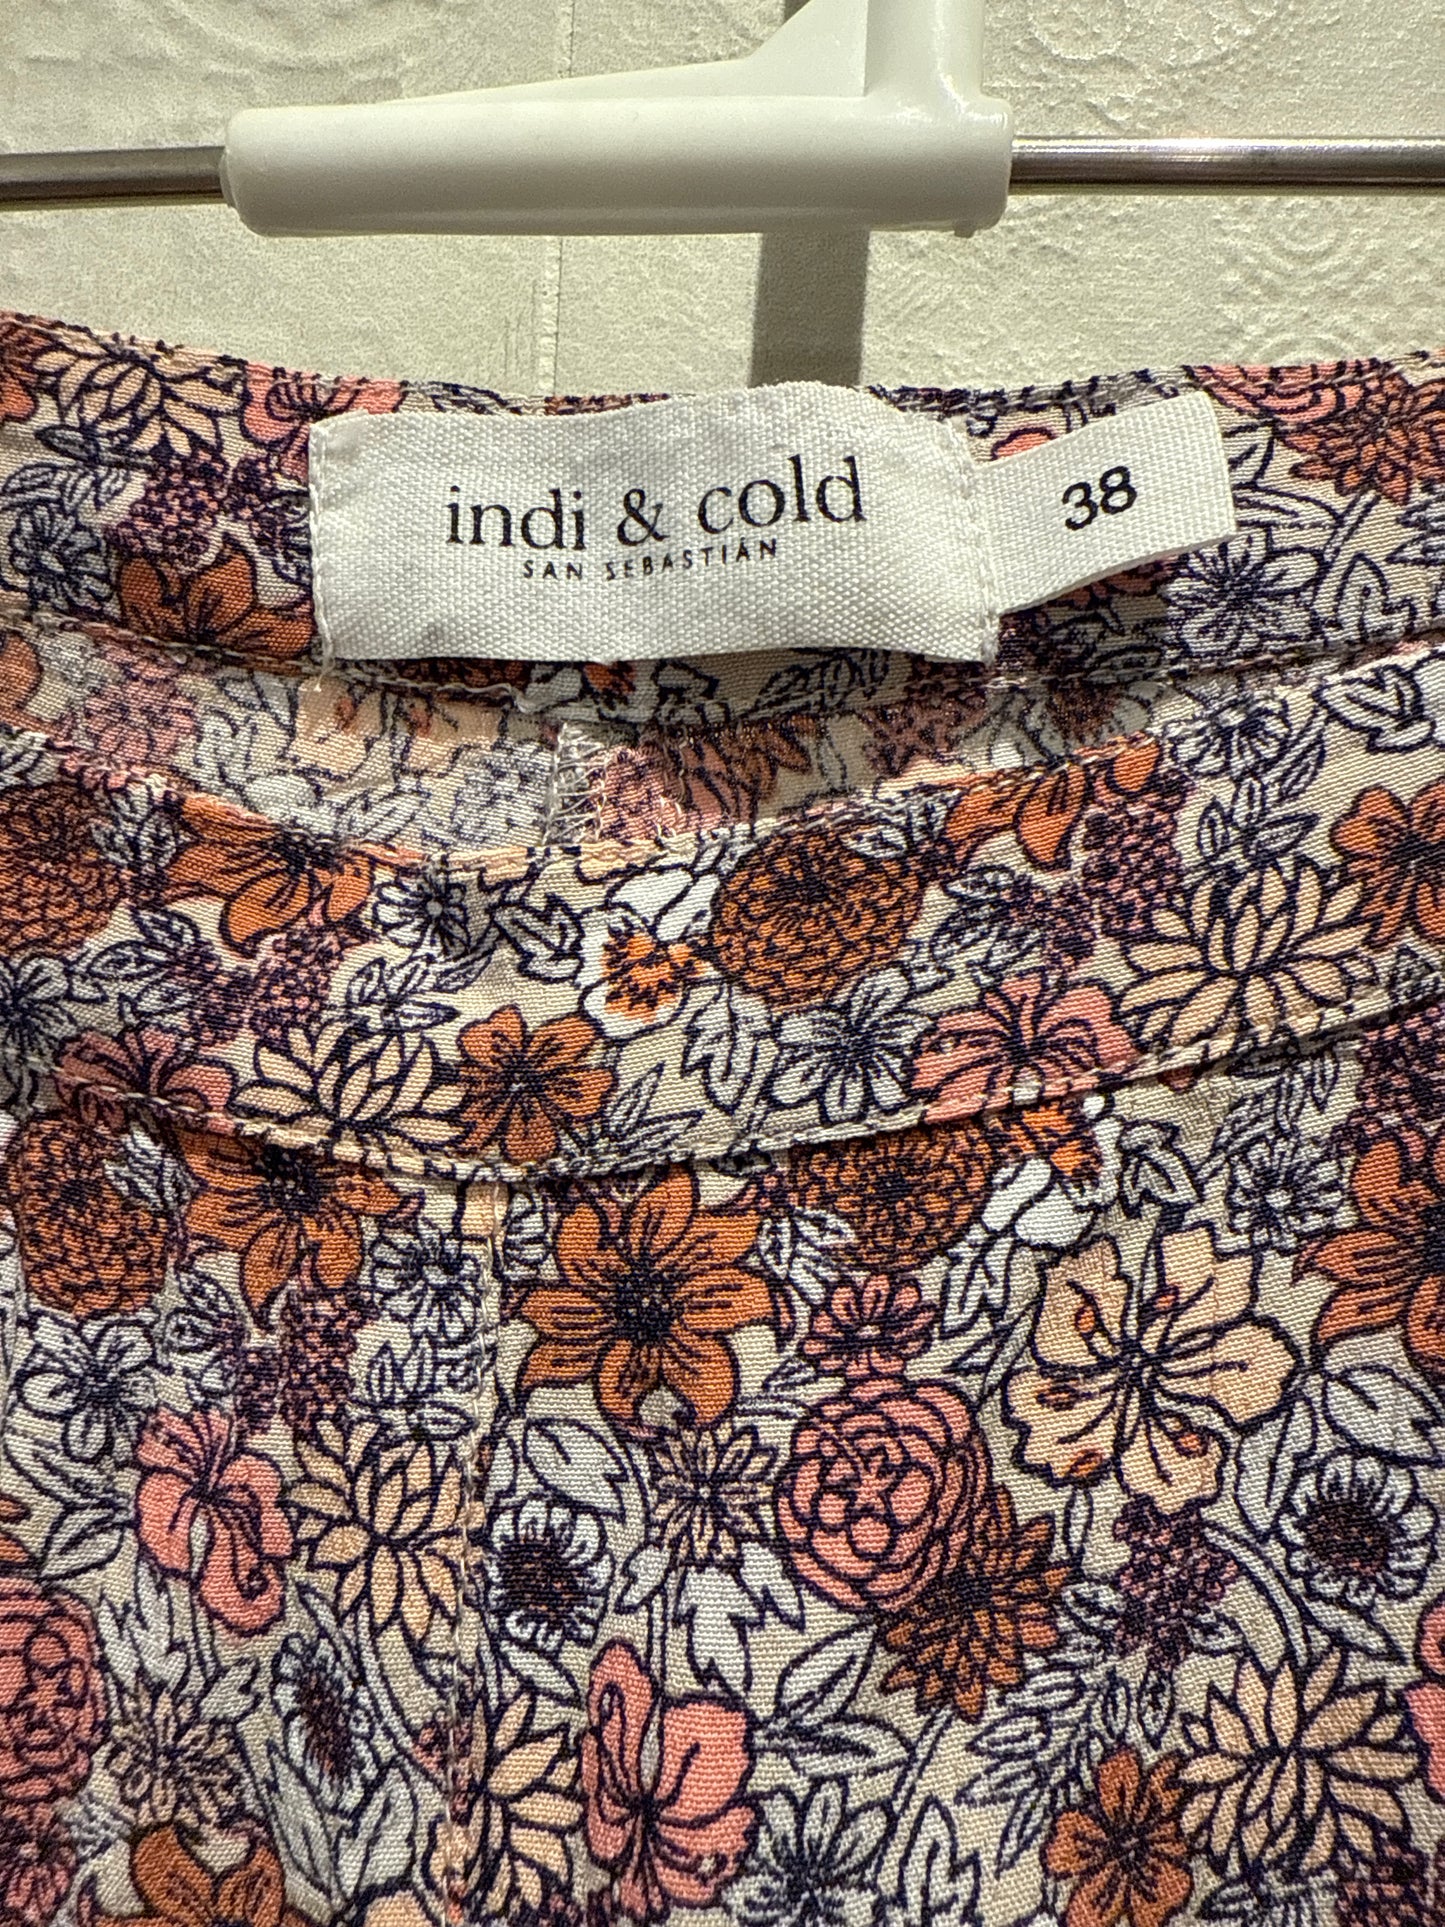 indi & cold
SAN SEBASTIÁN
38